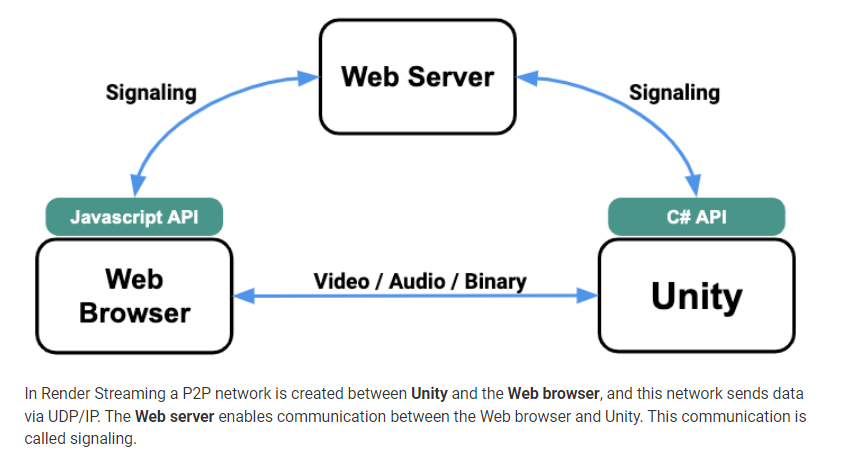 Web Server
Signaling
Signaling
Javascript API
C# API
Web
Browser
Video / Audio / Binary
Unity
In Render Streaming a P2P network is created between Unity and the Web browser, and this network sends data
via UDP/IP. The Web server enables communication between the Web browser and Unity. This communication is
called signaling.